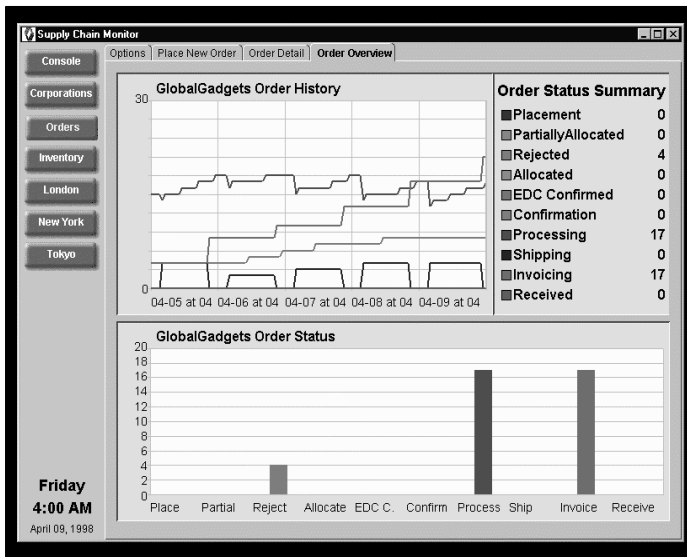 Supply Chain Monitor
Console
Corporations
Orders
Inventory
London
New York
Tokyo
Friday
4:00 AM
April 09, 1998
Options
Place New Order
Order Detail
Order Overview
GlobalGadgets Order History
30
0
04-05 at 04 04-06 at 04 04-07 at 04 04-08 at 04 04-09 at 04
Order Status Summary
Placement 0
PartiallyAllocated 0
Rejected 4
Allocated 0
EDC Confirmed 0
Confirmation 0
Processing 17
Shipping 0
Invoicing 17
Received 0
GlobalGadgets Order Status
20
18
16
14
12
10
8
6
4
2
0
Place Partial Reject Allocate EDC C. Confirm Process Ship Invoice Receive